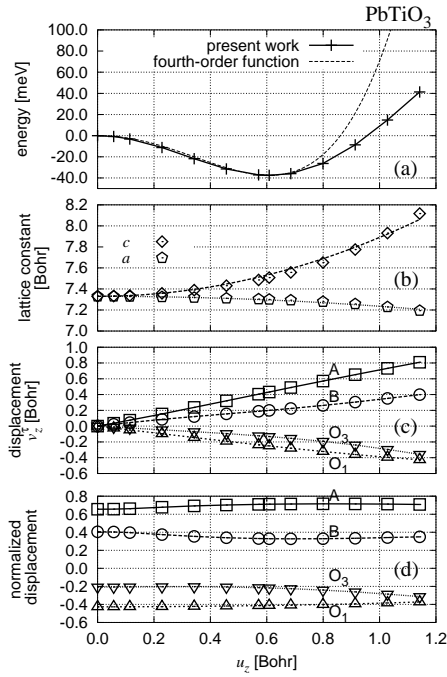 PbTiO3
100.0
80.0
60.0
40.0
20.0
0.0
-20.0
-40.0
energy [meV]
present work
fourth-order function
(a)
8.2
8.0
7.8
7.6
7.4
7.2
7.0
lattice constant
[Bohr]
c
a
(b)
1.0
0.8
0.6
0.4
0.2
0.0
-0.2
-0.4
-0.6
displacement
v_z^τ [Bohr]
A
B
O3
O1
(c)
0.8
0.6
0.4
0.2
0.0
-0.2
-0.4
-0.6
normalized
displacement
A
B
O3
O1
(d)
0.0 0.2 0.4 0.6 0.8 1.0 1.2
u_z [Bohr]